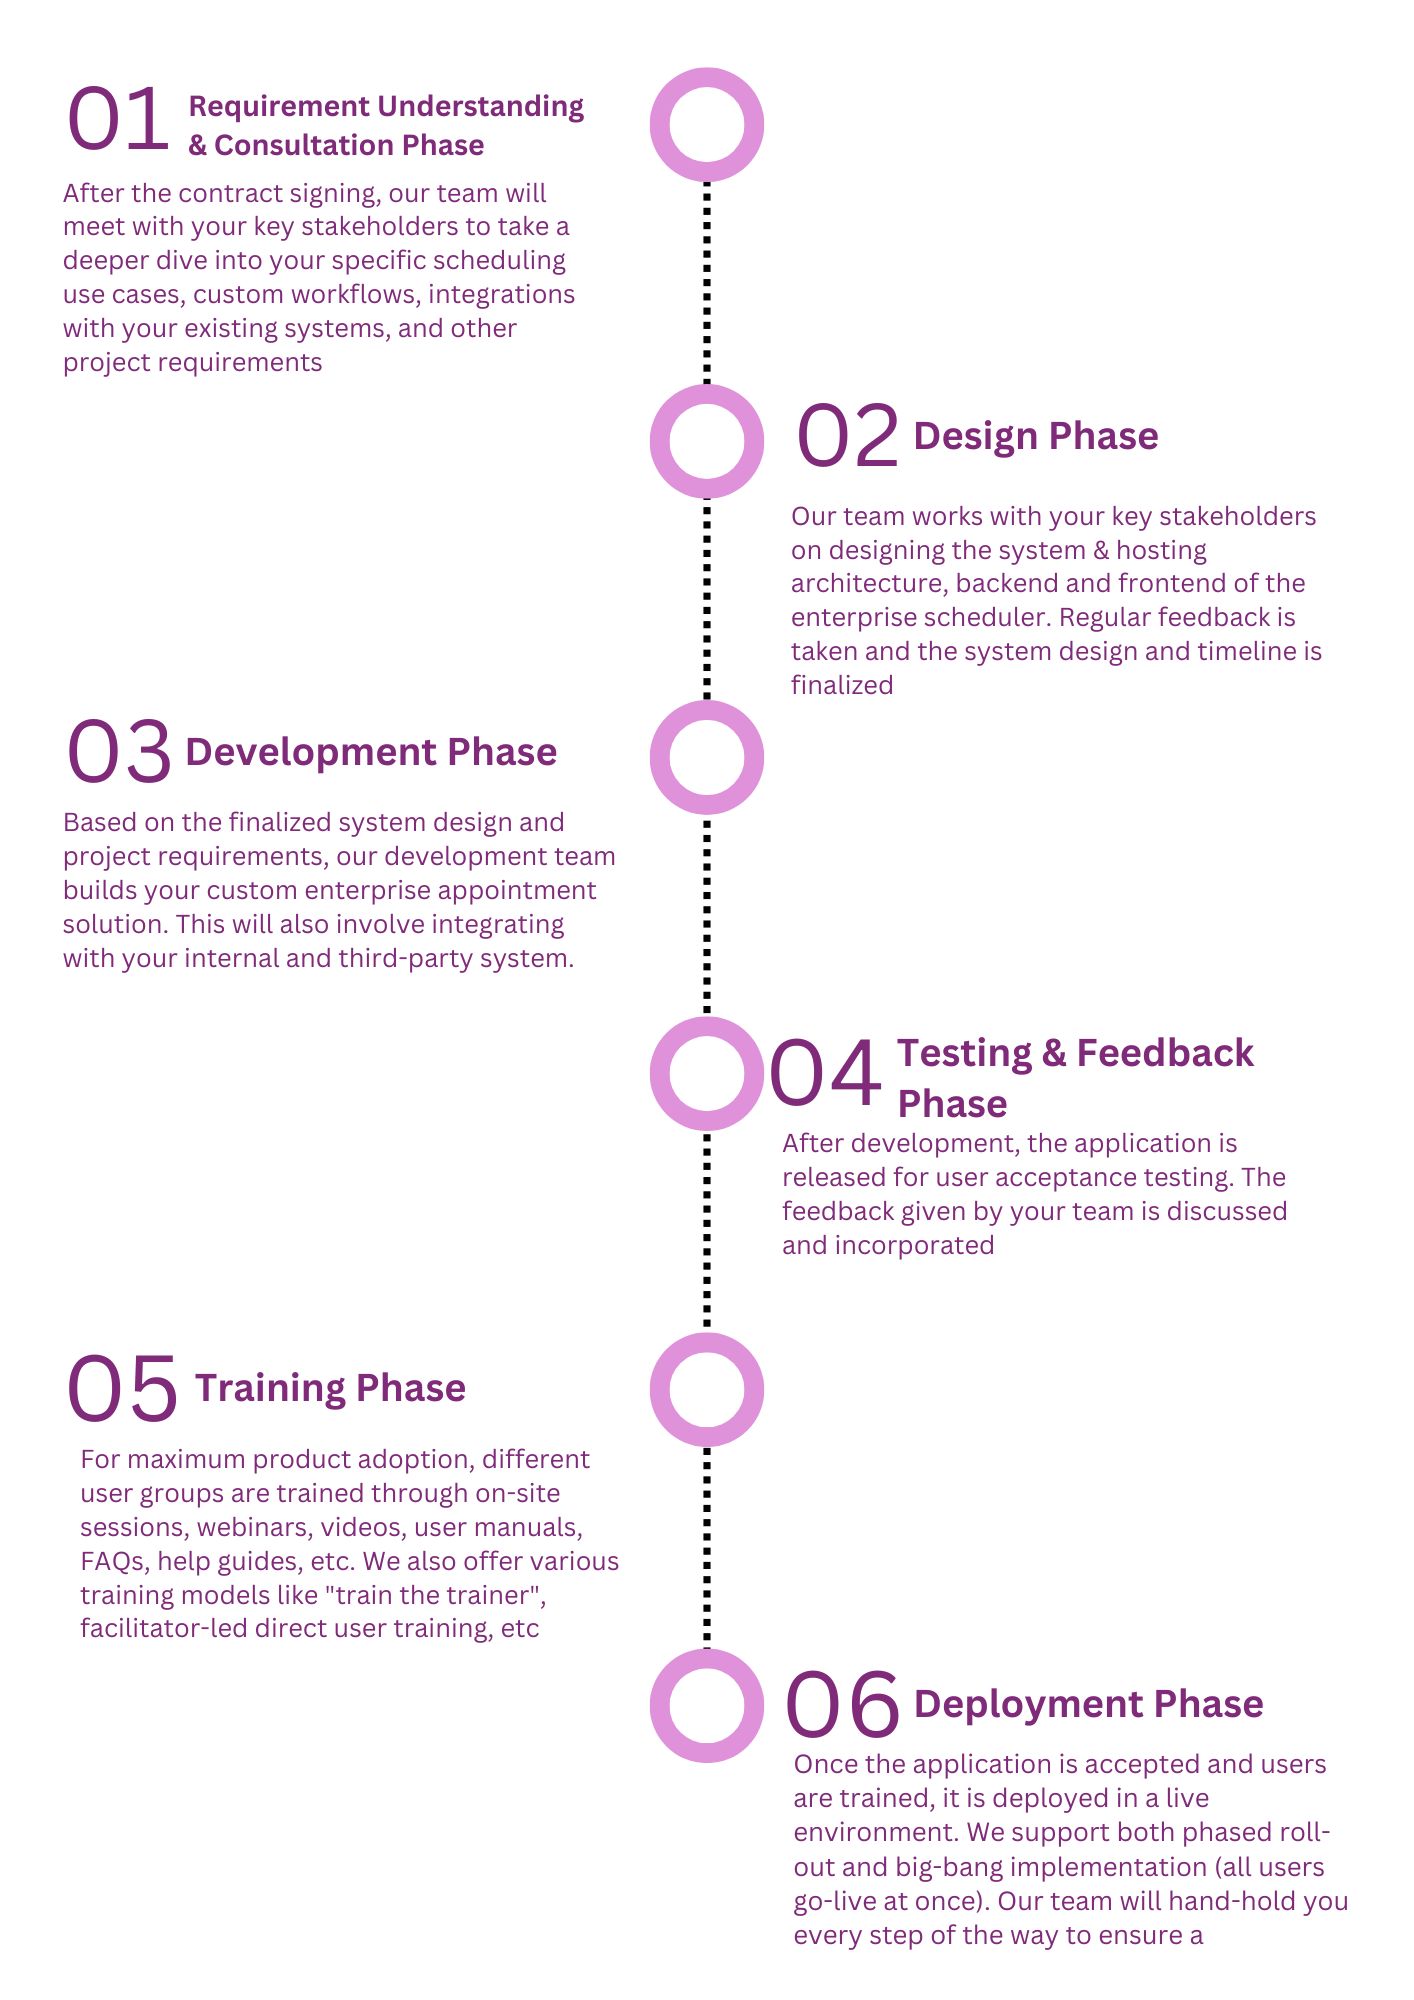 01
Requirement Understanding
& Consultation Phase
After the contract signing, our team will
meet with your key stakeholders to take a
deeper dive into your specific scheduling
use cases, custom workflows, integrations
with your existing systems, and other
project requirements
02 Design Phase
Our team works with your key stakeholders
on designing the system & hosting
architecture, backend and frontend of the
enterprise scheduler. Regular feedback is
taken and the system design and timeline is
finalized
03 Development Phase
Based on the finalized system design and
project requirements, our development team
builds your custom enterprise appointment
solution. This will also involve integrating
with your internal and third-party system.
04
Testing & Feedback
Phase
After development, the application is
released for user acceptance testing. The
feedback given by your team is discussed
and incorporated
05 Training Phase
For maximum product adoption, different
user groups are trained through on-site
sessions, webinars, videos, user manuals,
FAQs, help guides, etc. We also offer various
training models like "train the trainer",
facilitator-led direct user training, etc
06 Deployment Phase
Once the application is accepted and users
are trained, it is deployed in a live
environment. We support both phased roll-
out and big-bang implementation (all users
go-live at once). Our team will hand-hold you
every step of the way to ensure a